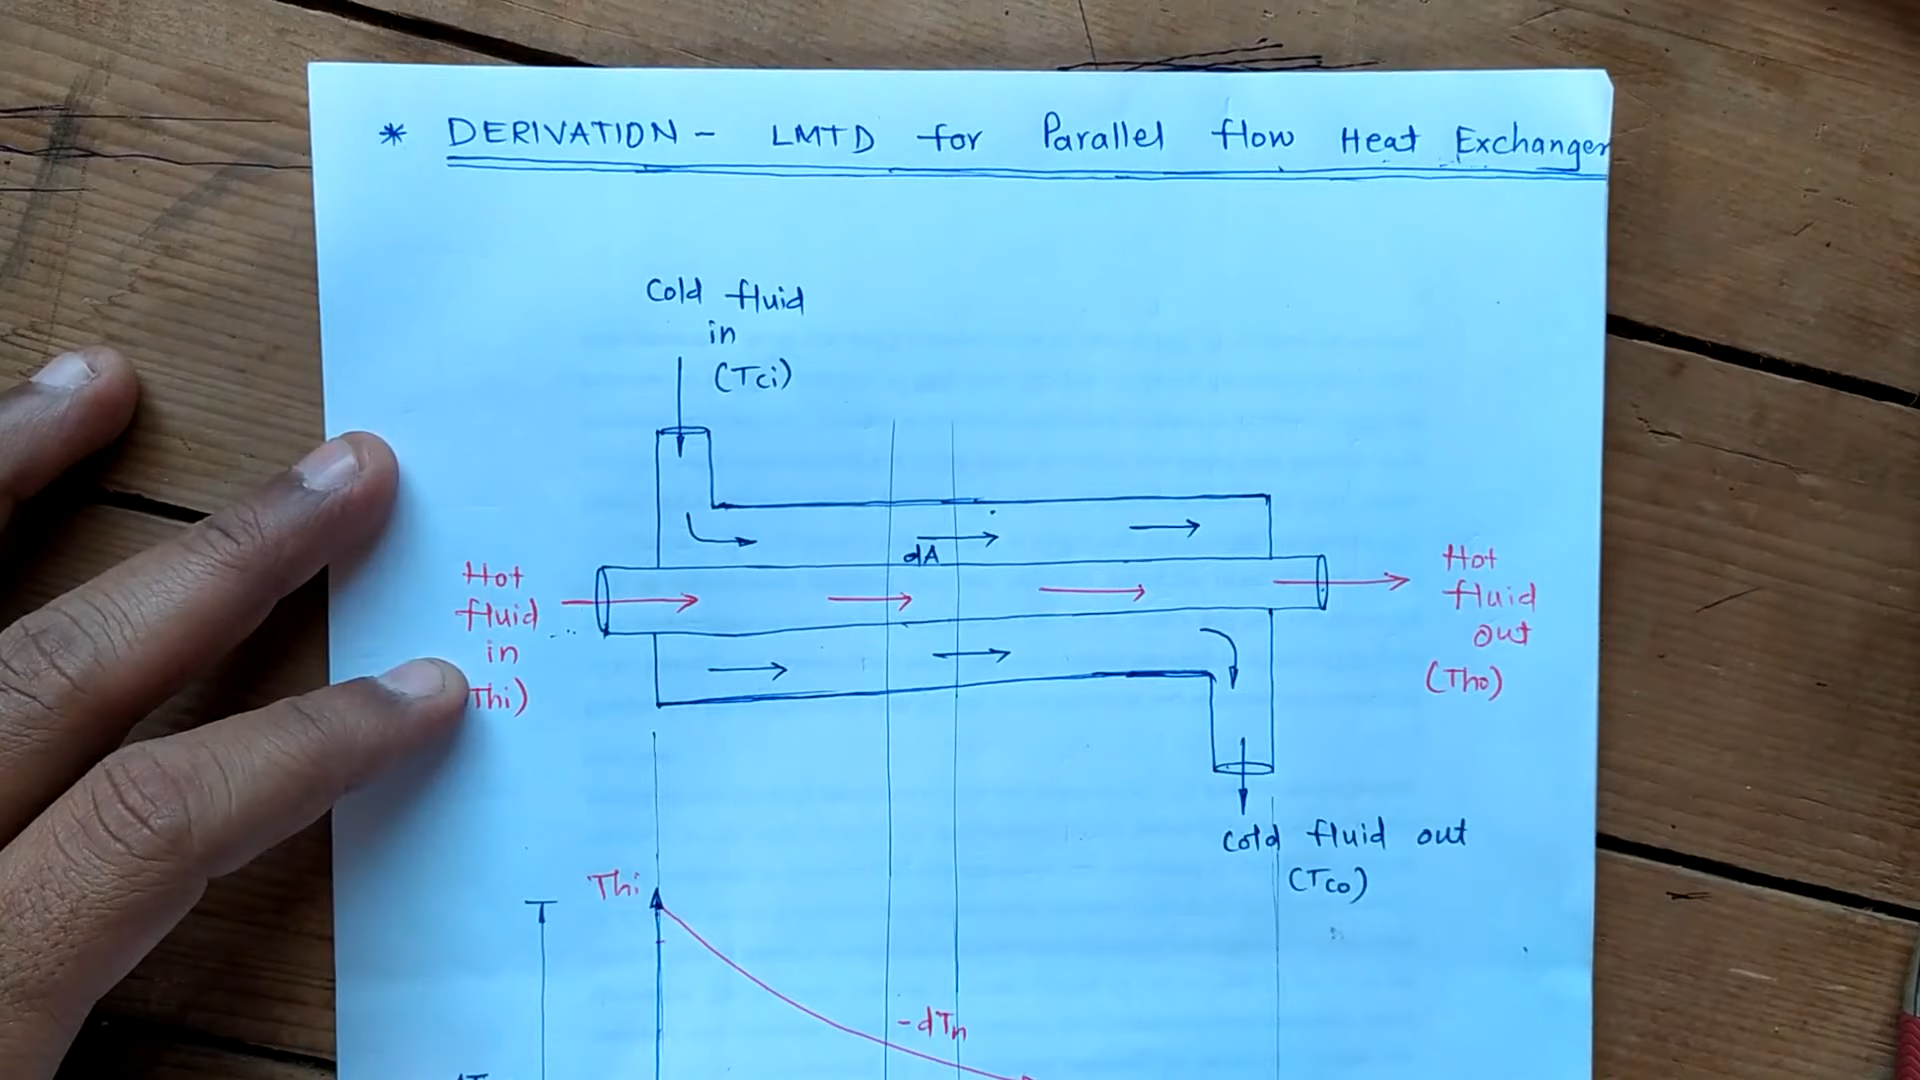 * DERIVATION - LMTD for Parallel flow Heat Exchanger
Cold fluid
in
(Tci)
dA
Hot
fluid
in
Thi)
Hot
fluid
out
(Tho)
Cold fluid out
(Tco)
Thi
-dTh